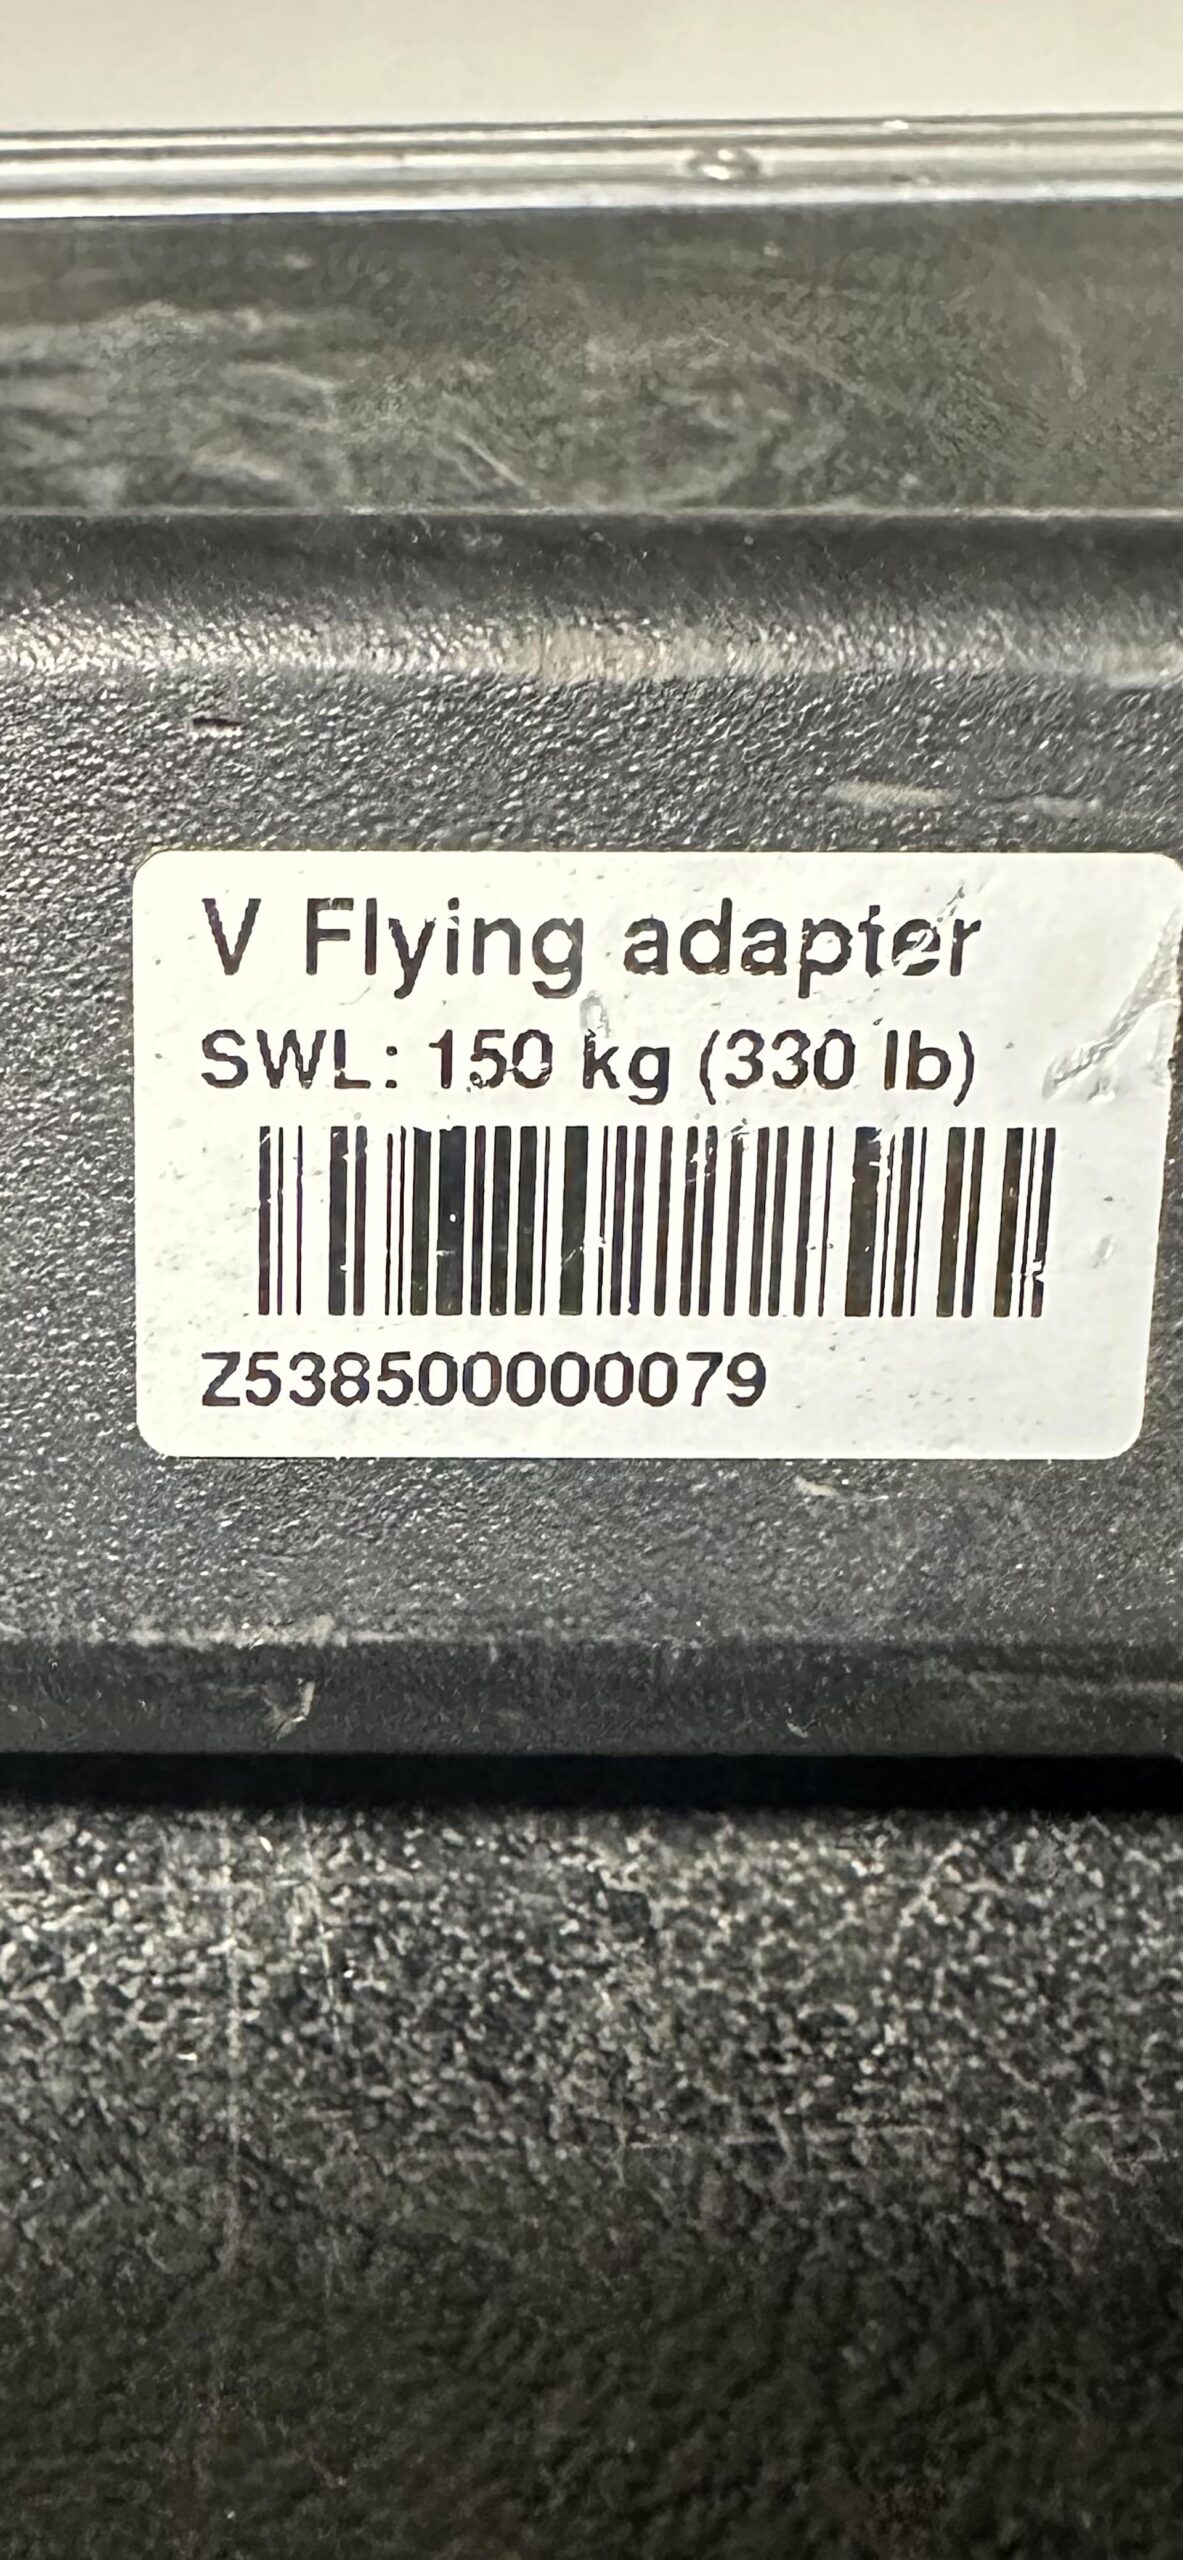 V Flying adapter
SWL: 150 kg (330 lb)
Z538500000079